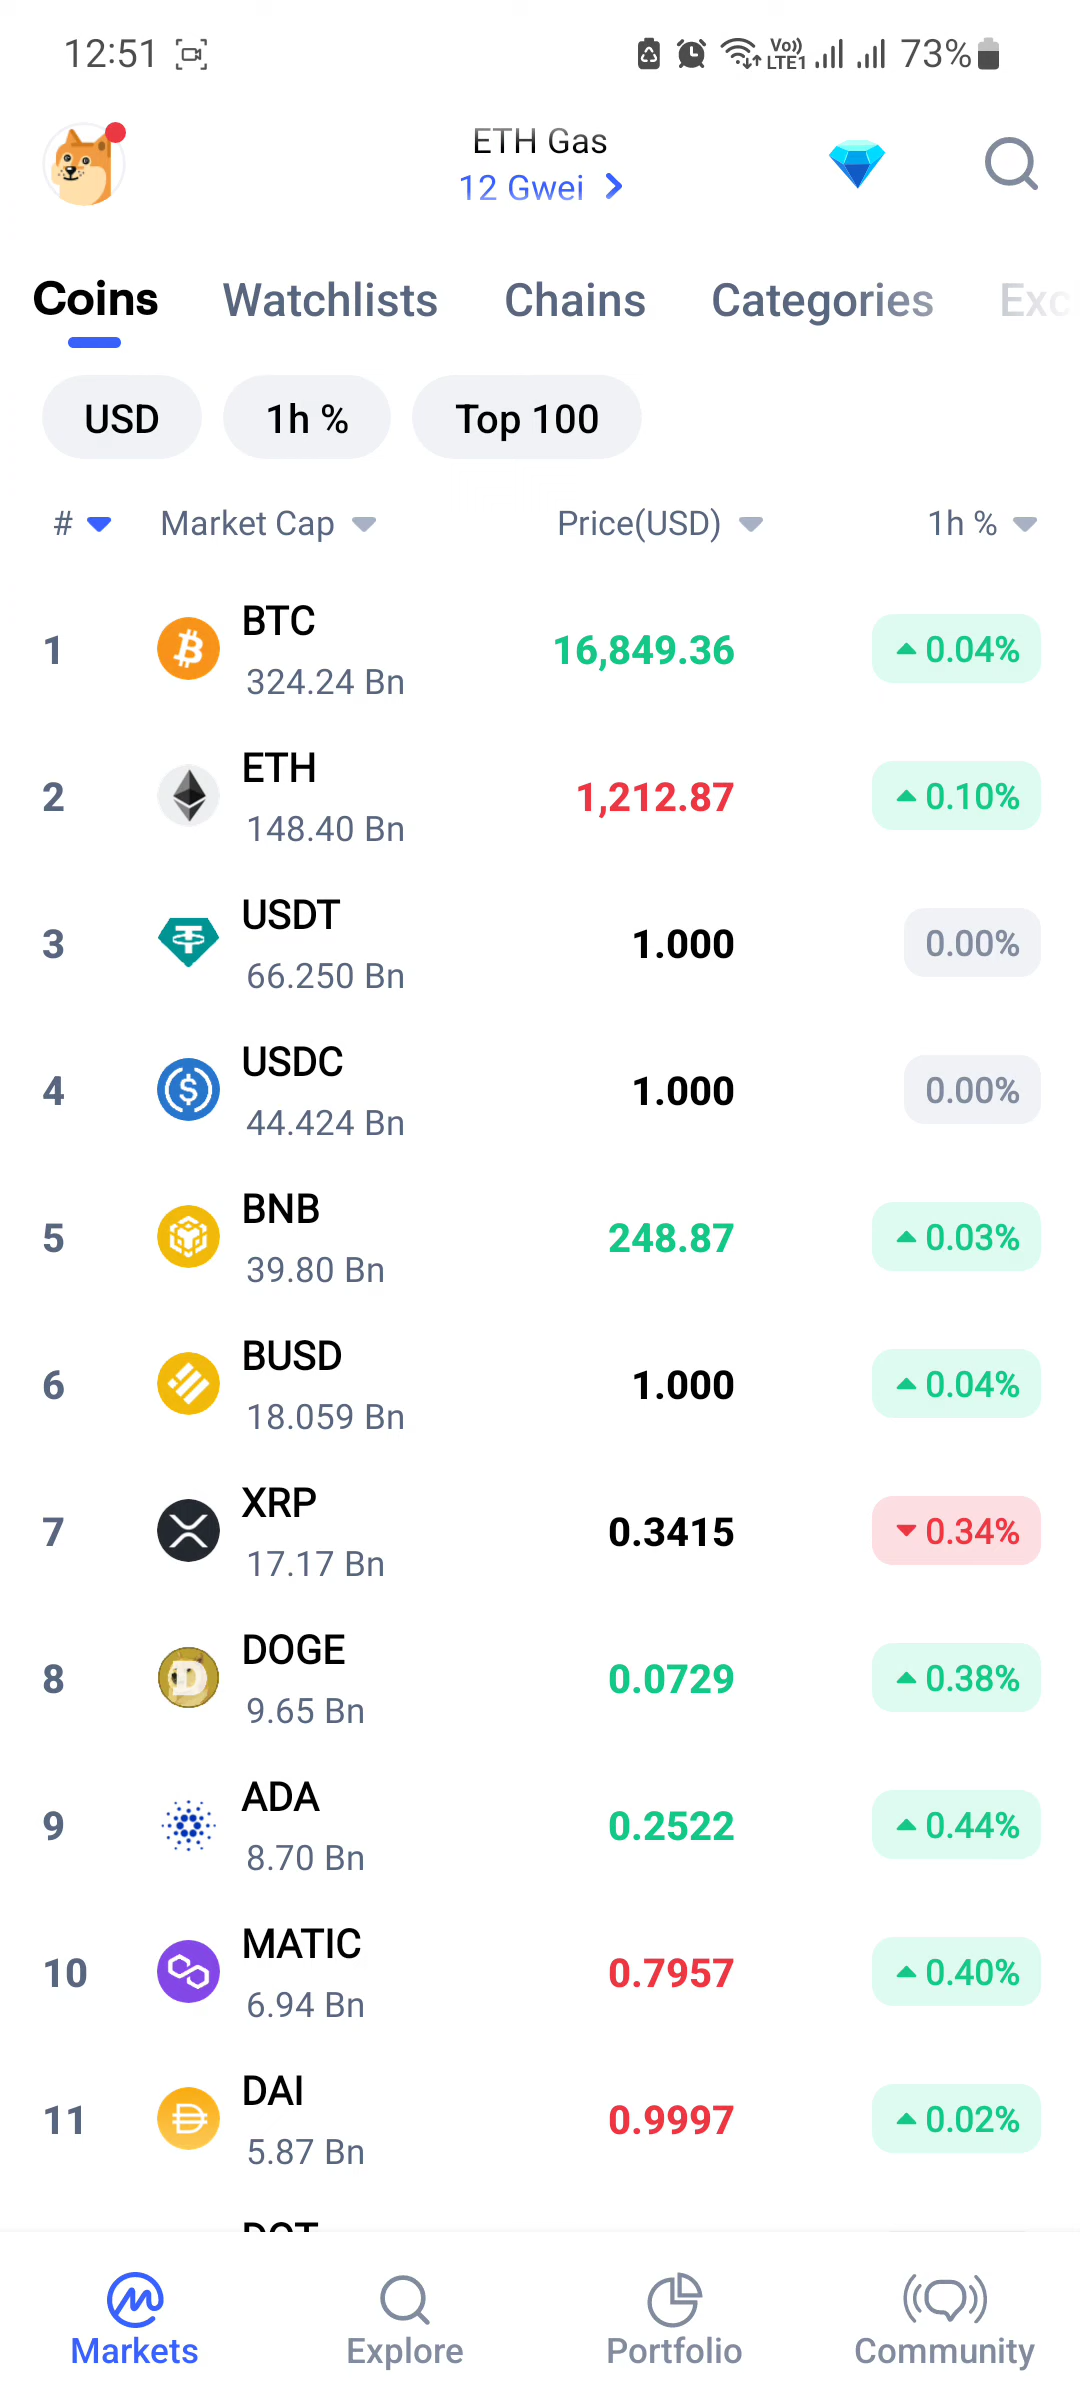 12:51 Vo)) LTE1 73%
ETH Gas
12 Gwei
Coins Watchlists Chains Categories Exc
USD 1h % Top 100
# Market Cap Price(USD) 1h %
1 BTC 324.24 Bn 16,849.36 0.04%
2 ETH 148.40 Bn 1,212.87 0.10%
3 USDT 66.250 Bn 1.000 0.00%
4 USDC 44.424 Bn 1.000 0.00%
5 BNB 39.80 Bn 248.87 0.03%
6 BUSD 18.059 Bn 1.000 0.04%
7 XRP 17.17 Bn 0.3415 0.34%
8 DOGE 9.65 Bn 0.0729 0.38%
9 ADA 8.70 Bn 0.2522 0.44%
10 MATIC 6.94 Bn 0.7957 0.40%
11 DAI 5.87 Bn 0.9997 0.02%
Markets Explore Portfolio Community